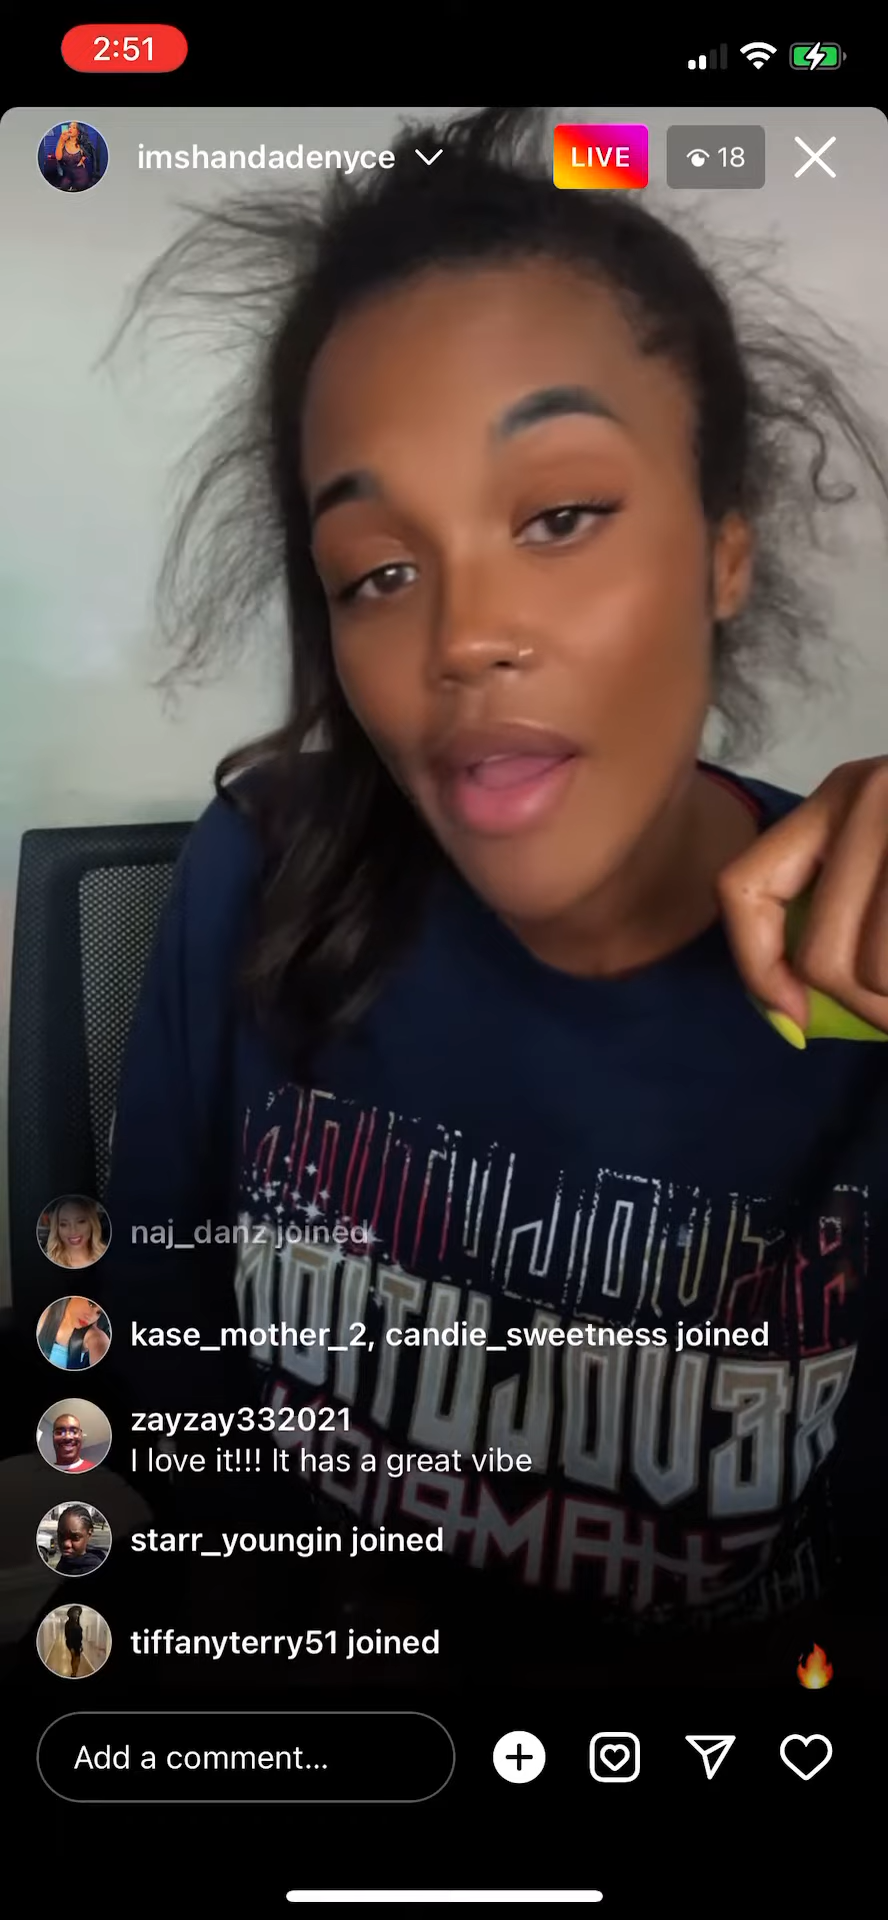 2:51
imshandadenyce
LIVE
18
naj_danz joined
kase_mother_2, candie_sweetness joined
REVOLUTION
zayzay332021
I love it!!! It has a great vibe
starr_youngin joined
tiffanyterry51 joined
Add a comment...